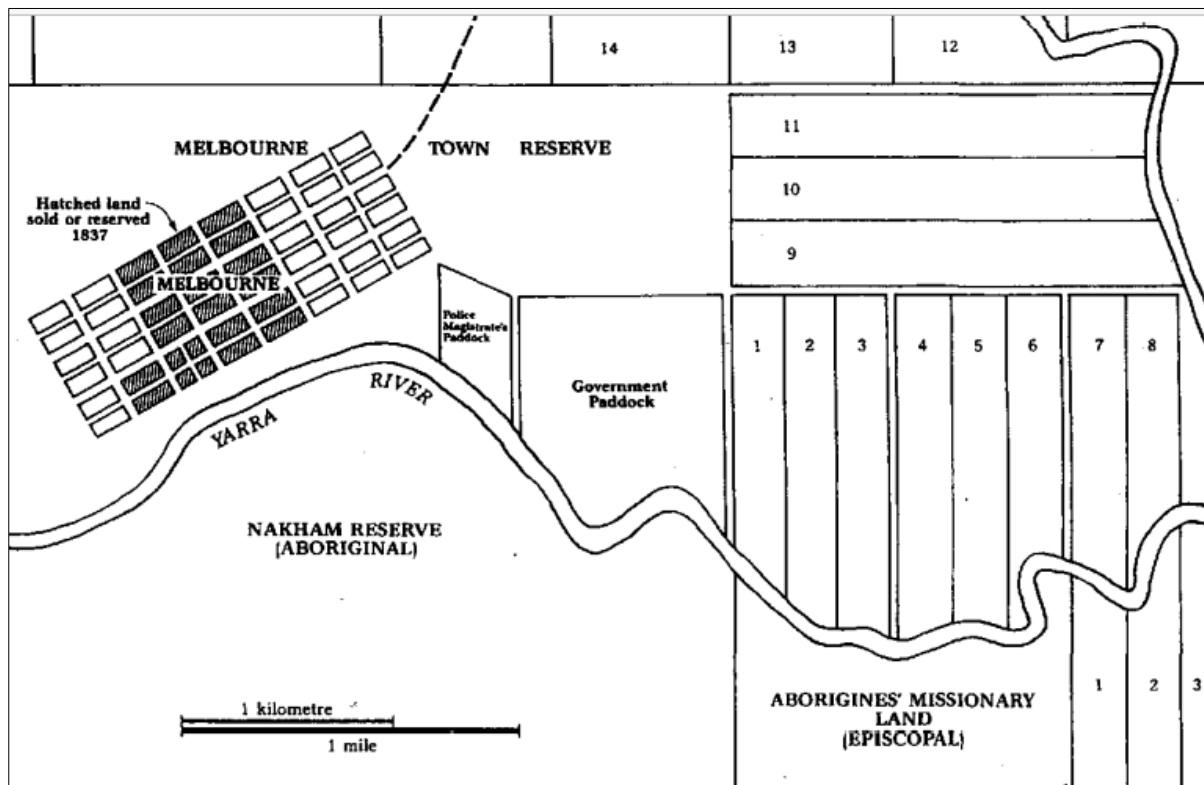 14
13
12
11
MELBOURNE TOWN RESERVE
10
Hatched land
sold or reserved
1837
9
MELBOURNE
Police
Magistrate's
Paddock
1
2
3
4
5
6
7
8
Government
Paddock
YARRA RIVER
NAKHAM RESERVE
(ABORIGINAL)
1 kilometre
1 mile
ABORIGINES' MISSIONARY
LAND
(EPISCOPAL)
1
2
3